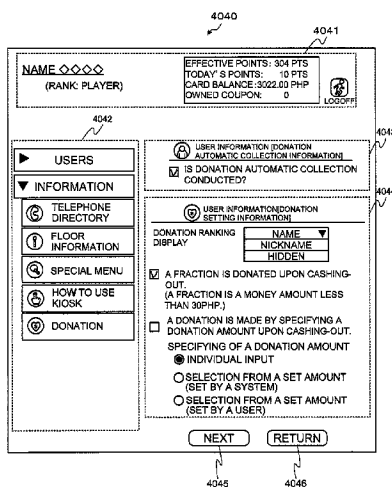 4040
4041
NAME ◇◇◇◇
(RANK: PLAYER)
EFFECTIVE POINTS: 304 PTS
TODAY'S POINTS: 10 PTS
CARD BALANCE:3022.00 PHP
OWNED COUPON: 0
LOGOFF
4042
▶ USERS
▼ INFORMATION
TELEPHONE
DIRECTORY
FLOOR
INFORMATION
SPECIAL MENU
HOW TO USE
KIOSK
DONATION
USER INFORMATION [DONATION
AUTOMATIC COLLECTION INFORMATION]
IS DONATION AUTOMATIC COLLECTION
CONDUCTED?
USER INFORMATION[DONATION
SETTING INFORMATION]
DONATION RANKING
DISPLAY
NAME ▼
NICKNAME
HIDDEN
A FRACTION IS DONATED UPON CASHING-
OUT.
(A FRACTION IS A MONEY AMOUNT LESS
THAN 30PHP.)
A DONATION IS MADE BY SPECIFYING A
DONATION AMOUNT UPON CASHING-OUT.
SPECIFYING OF A DONATION AMOUNT
INDIVIDUAL INPUT
SELECTION FROM A SET AMOUNT
(SET BY A SYSTEM)
SELECTION FROM A SET AMOUNT
(SET BY A USER)
NEXT
RETURN
4045
4046